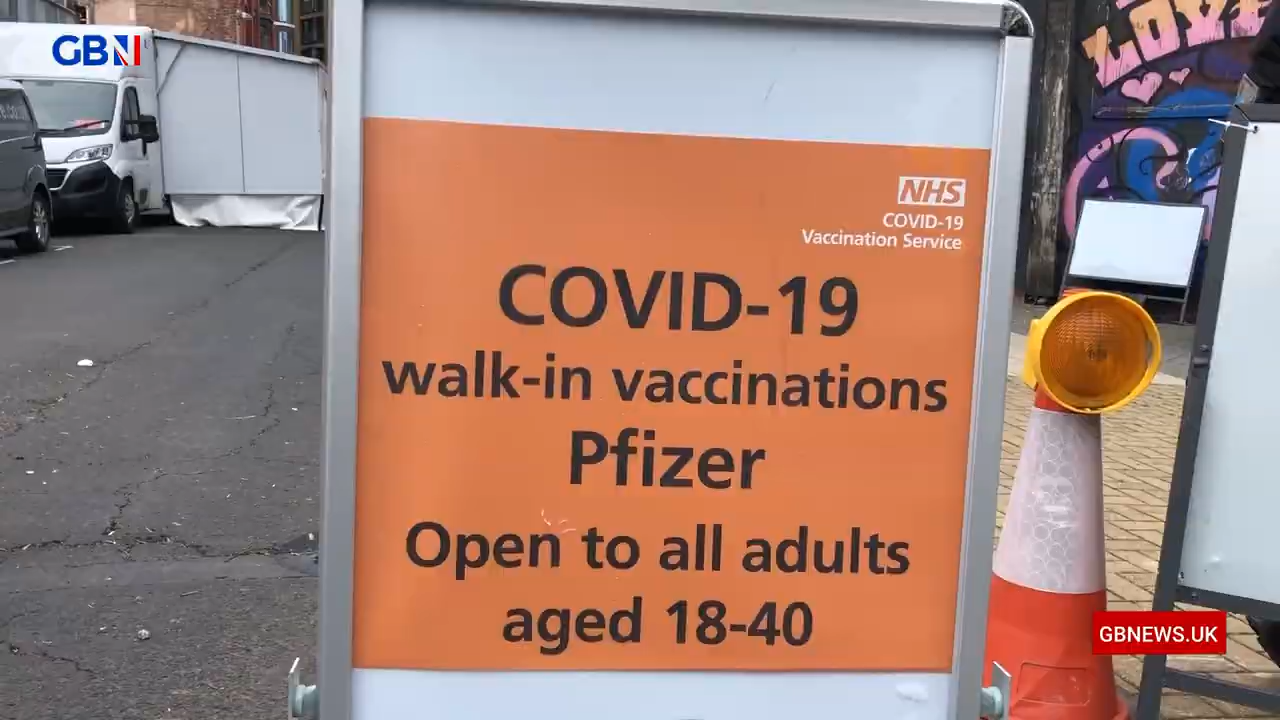 GBN
LOVE
NHS
COVID-19
Vaccination Service
COVID-19
walk-in vaccinations
Pfizer
Open to all adults
aged 18-40
GBNEWS.UK